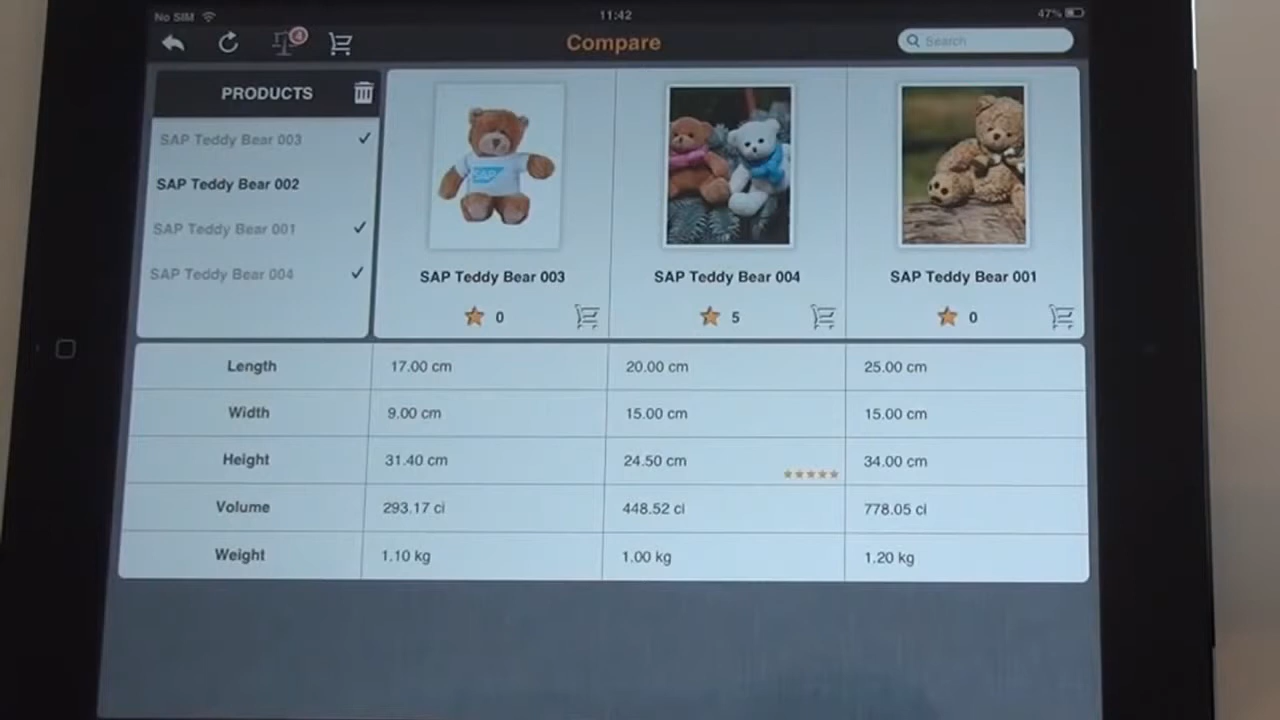 No SIM 11:42 47%
4 Compare Search
PRODUCTS
SAP Teddy Bear 003
SAP Teddy Bear 002
SAP Teddy Bear 001
SAP Teddy Bear 004
SAP
SAP Teddy Bear 003 SAP Teddy Bear 004 SAP Teddy Bear 001
0 5 0
Length 17.00 cm 20.00 cm 25.00 cm
Width 9.00 cm 15.00 cm 15.00 cm
Height 31.40 cm 24.50 cm 34.00 cm
Volume 293.17 ci 448.52 ci 778.05 ci
Weight 1.10 kg 1.00 kg 1.20 kg